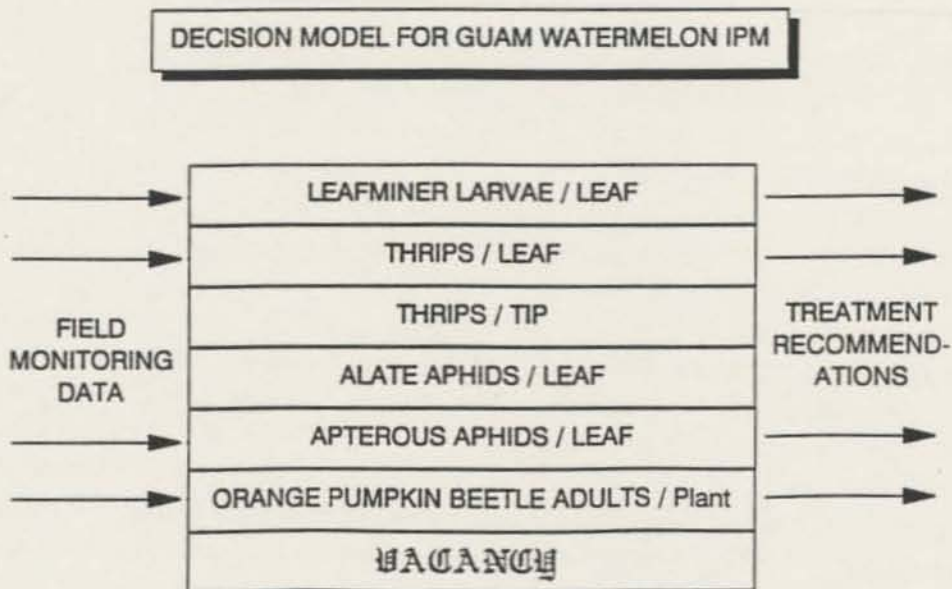 DECISION MODEL FOR GUAM WATERMELON IPM
LEAFMINER LARVAE / LEAF
THRIPS / LEAF
THRIPS / TIP
ALATE APHIDS / LEAF
APTEROUS APHIDS / LEAF
ORANGE PUMPKIN BEETLE ADULTS / Plant
VACANCY
FIELD
MONITORING
DATA
TREATMENT
RECOMMEND-
ATIONS